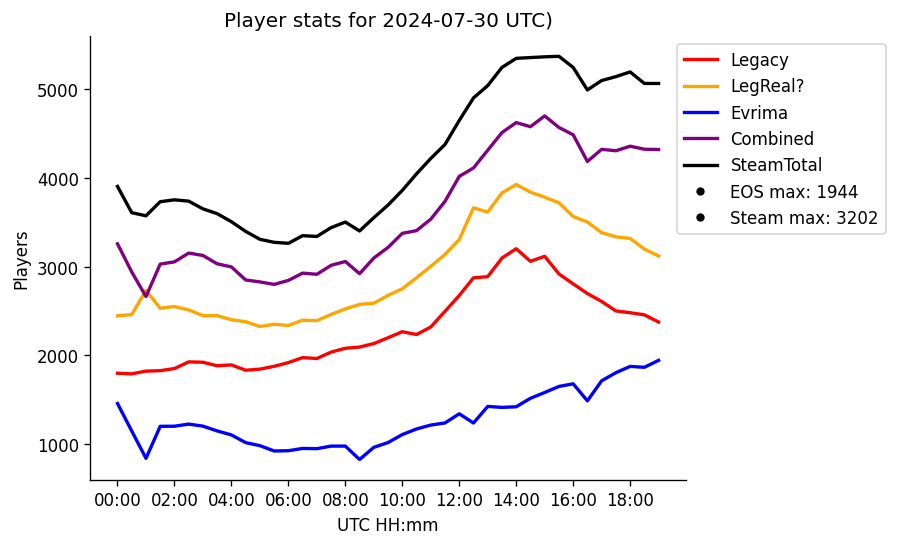 Player stats for 2024-07-30 UTC)
Legacy
LegReal?
Evrima
Combined
SteamTotal
EOS max: 1944
Steam max: 3202
Players
5000
4000
3000
2000
1000
00:00 02:00 04:00 06:00 08:00 10:00 12:00 14:00 16:00 18:00
UTC HH:mm